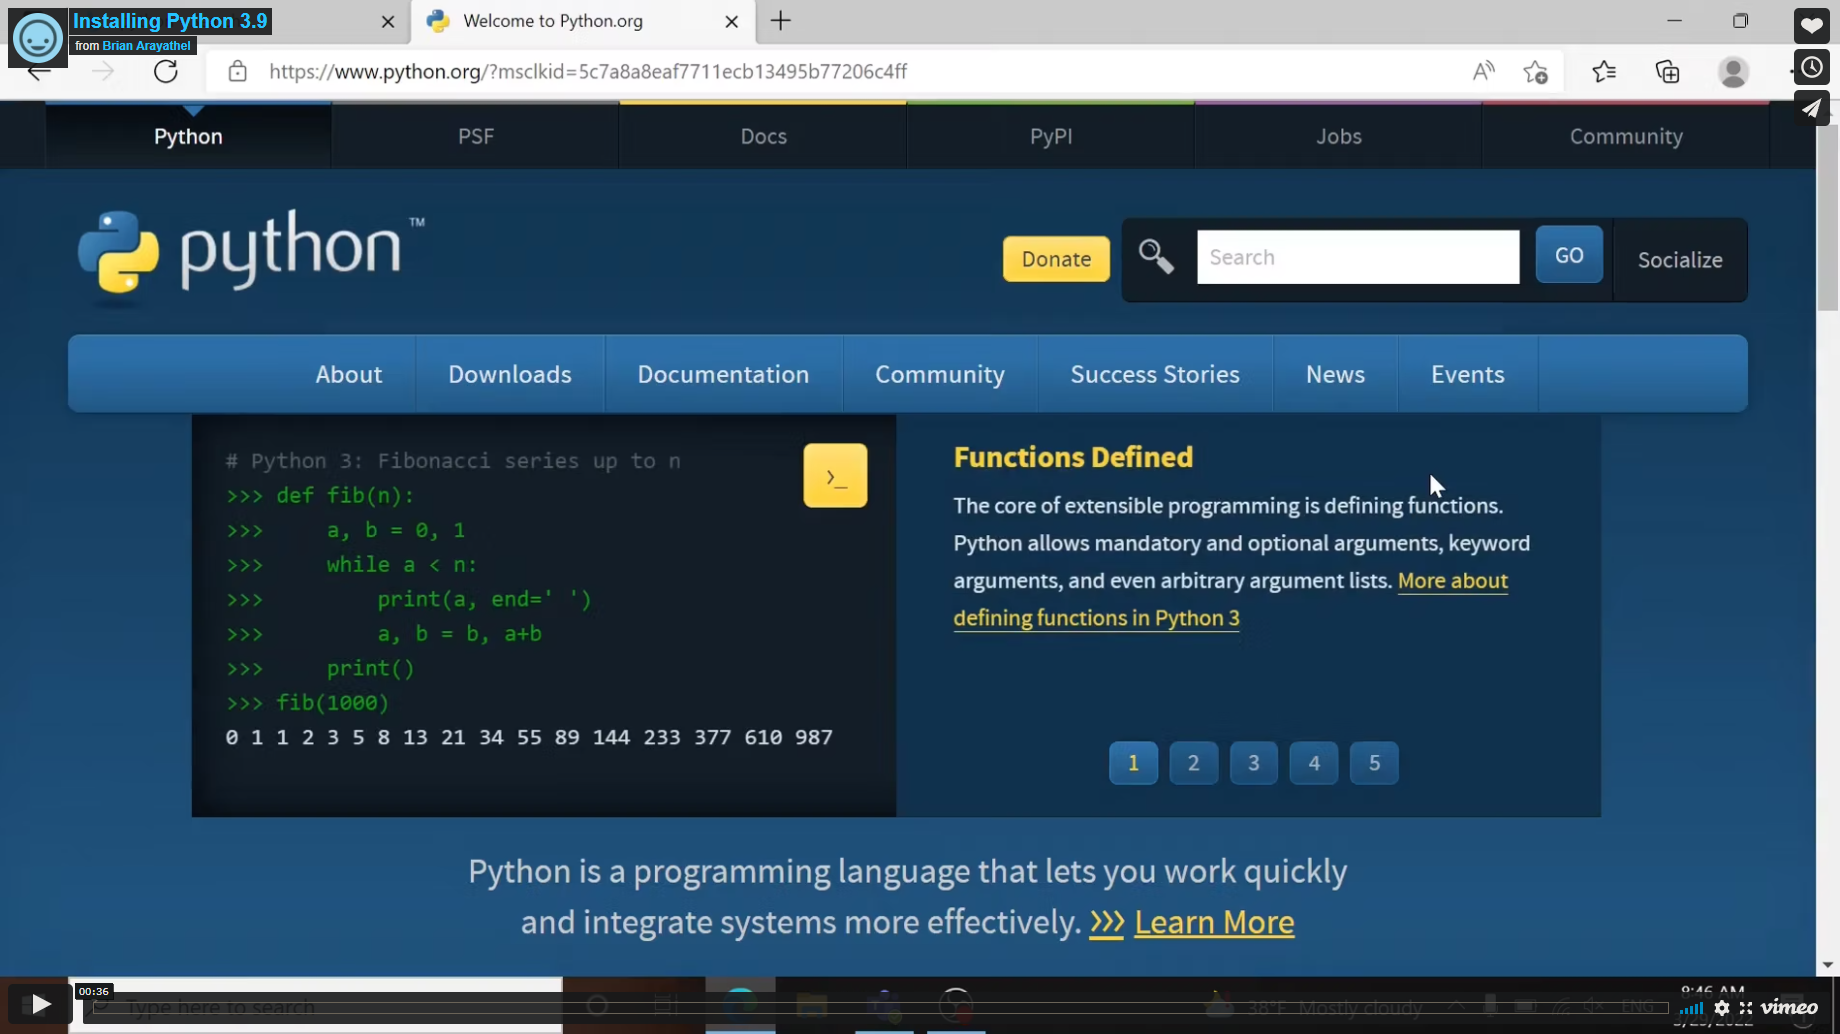 Installing Python 3.9
from Brian Arayathel
Welcome to Python.org
https://www.python.org/?msclkid=5c7a8a8eaf7711ecb13495b77206c4ff
Python PSF Docs PyPI Jobs Community
python™
Donate Search GO Socialize
About Downloads Documentation Community Success Stories News Events
# Python 3: Fibonacci series up to n
>>> def fib(n):
>>>     a, b = 0, 1
>>>     while a < n:
>>>         print(a, end=' ')
>>>         a, b = b, a+b
>>>     print()
>>> fib(1000)
0 1 1 2 3 5 8 13 21 34 55 89 144 233 377 610 987
>_
Functions Defined
The core of extensible programming is defining functions.
Python allows mandatory and optional arguments, keyword
arguments, and even arbitrary argument lists. More about
defining functions in Python 3
1 2 3 4 5
Python is a programming language that lets you work quickly
and integrate systems more effectively. >>> Learn More
00:36
Type here to search
38°F Mostly cloudy
ENG
8:46 AM
3/29/2022
vimeo